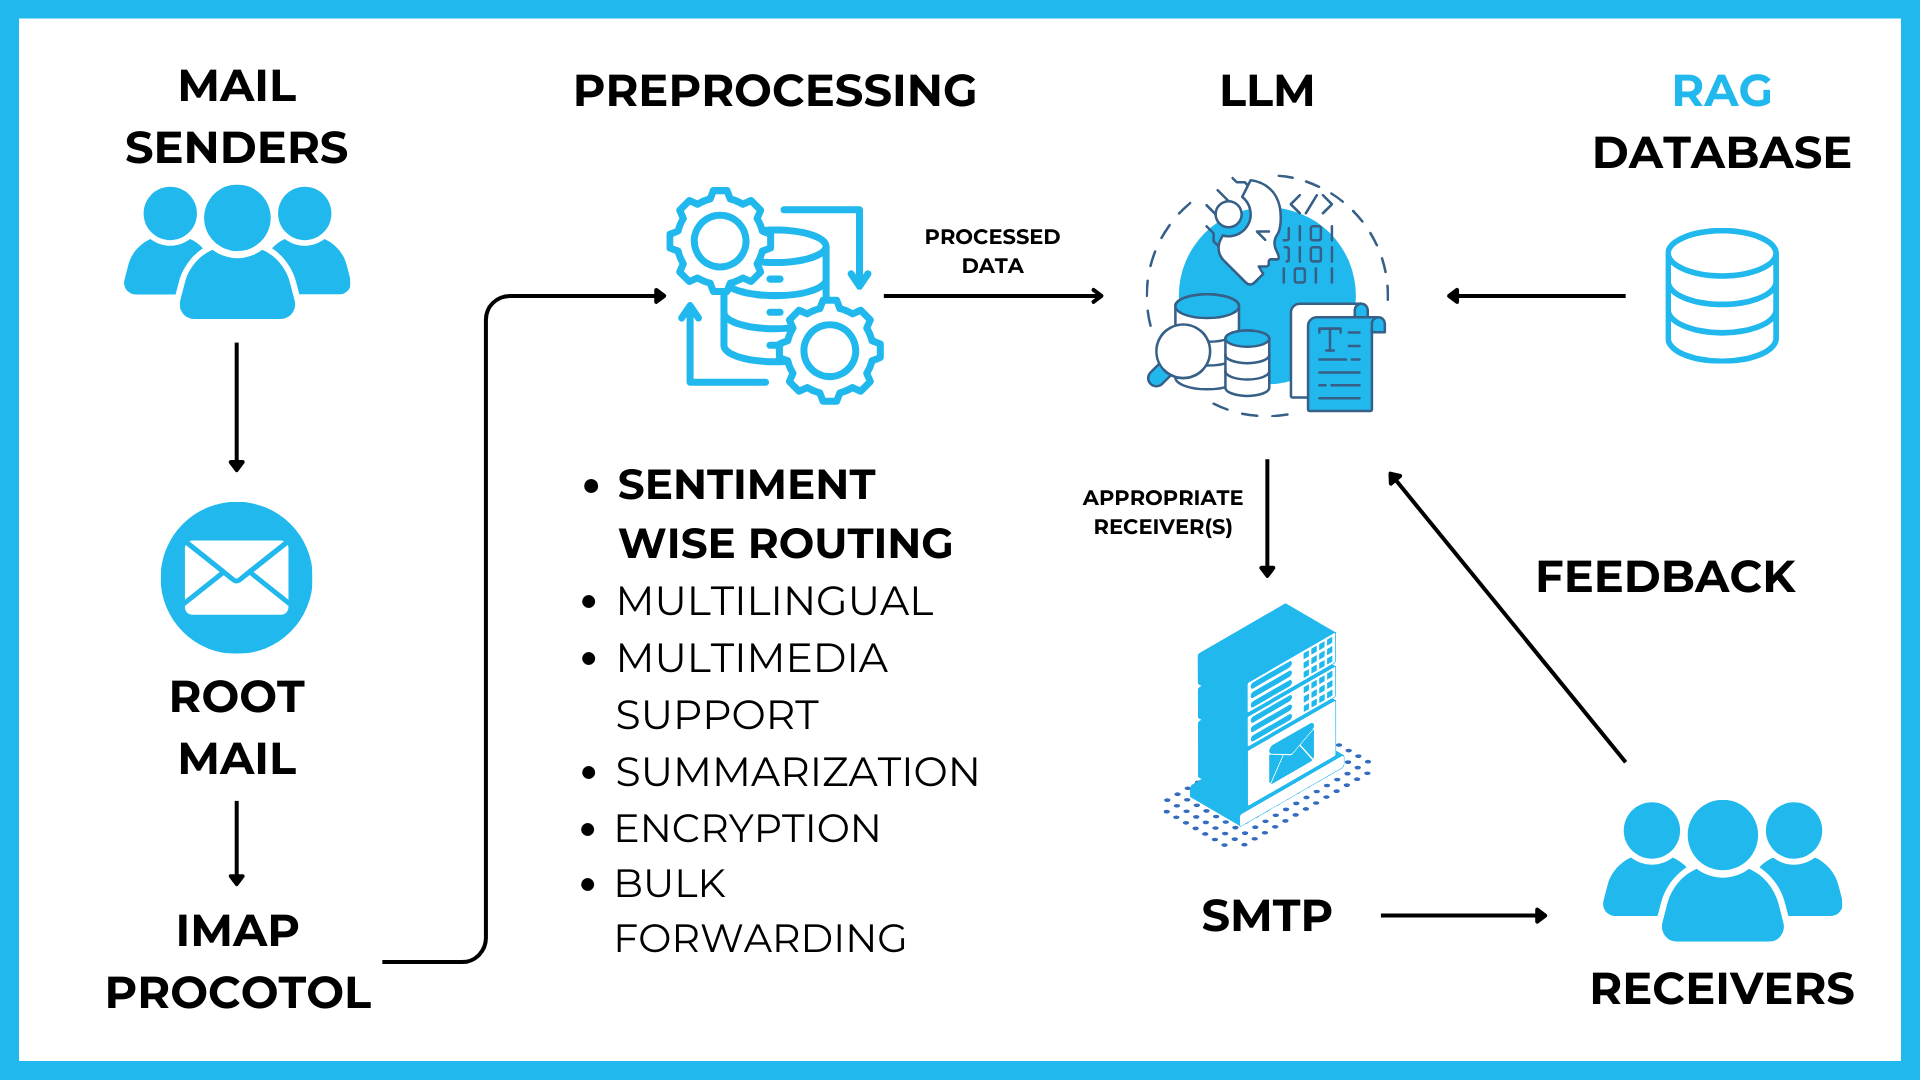 MAIL
SENDERS
ROOT
MAIL
IMAP
PROCOTOL
PREPROCESSING
• SENTIMENT
WISE ROUTING
• MULTILINGUAL
• MULTIMEDIA
SUPPORT
• SUMMARIZATION
• ENCRYPTION
• BULK
FORWARDING
PROCESSED
DATA
LLM
RAG
DATABASE
APPROPRIATE
RECEIVER(S)
SMTP
FEEDBACK
RECEIVERS